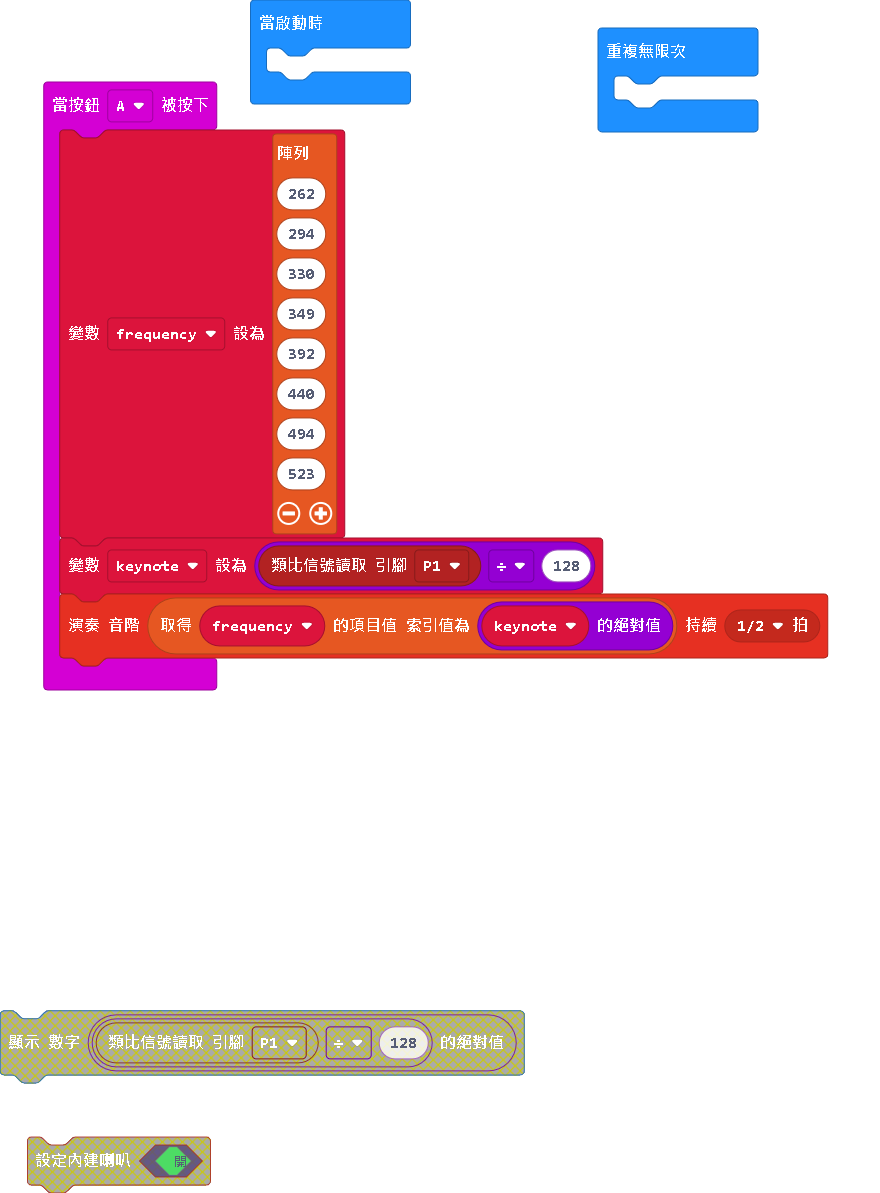 當啟動時
重複無限次
當按鈕 A 被按下
陣列
262
294
330
349
392
440
494
523
變數 frequency 設為
變數 keynote 設為 類比信號讀取 引腳 P1 ÷ 128
演奏 音階 取得 frequency 的項目值 索引值為 keynote 的絕對值 持續 1/2 拍
顯示 數字 類比信號讀取 引腳 P1 ÷ 128 的絕對值
設定內建喇叭 開